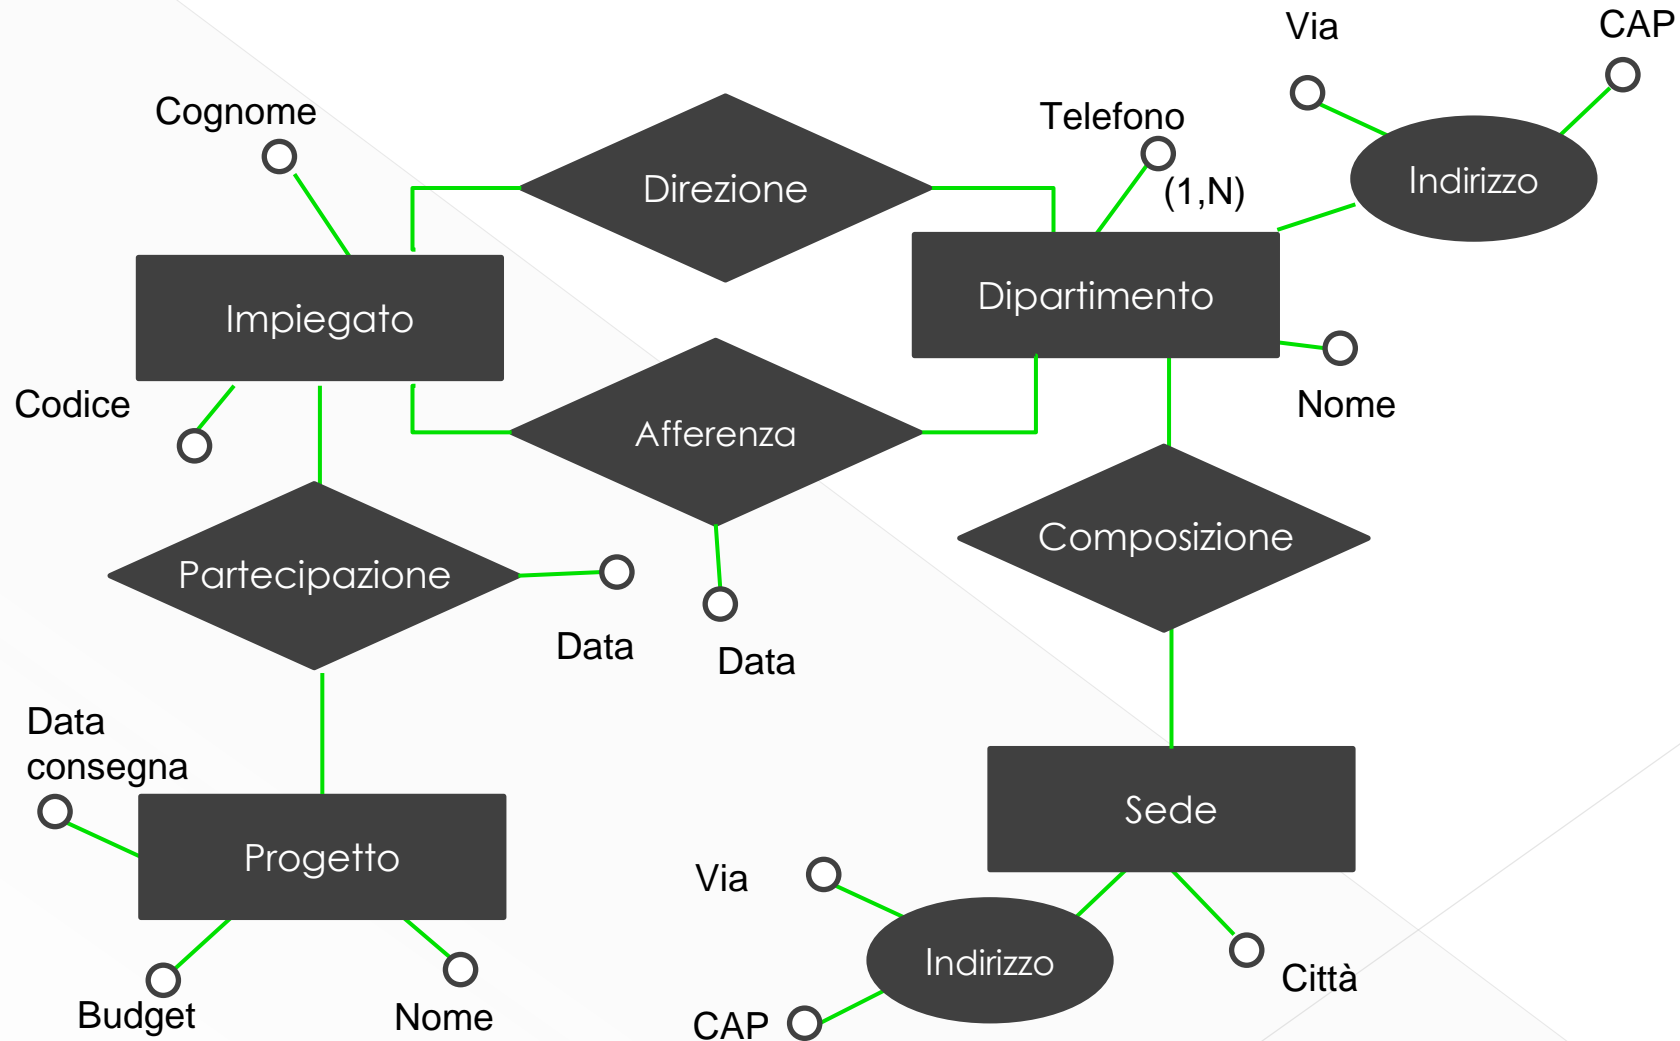 Via
CAP
Cognome
Telefono
Direzione
(1,N)
Indirizzo
Dipartimento
Impiegato
Codice
Nome
Afferenza
Composizione
Partecipazione
Data
Data
Data
consegna
Sede
Progetto
Via
Indirizzo
Città
Budget
Nome
CAP